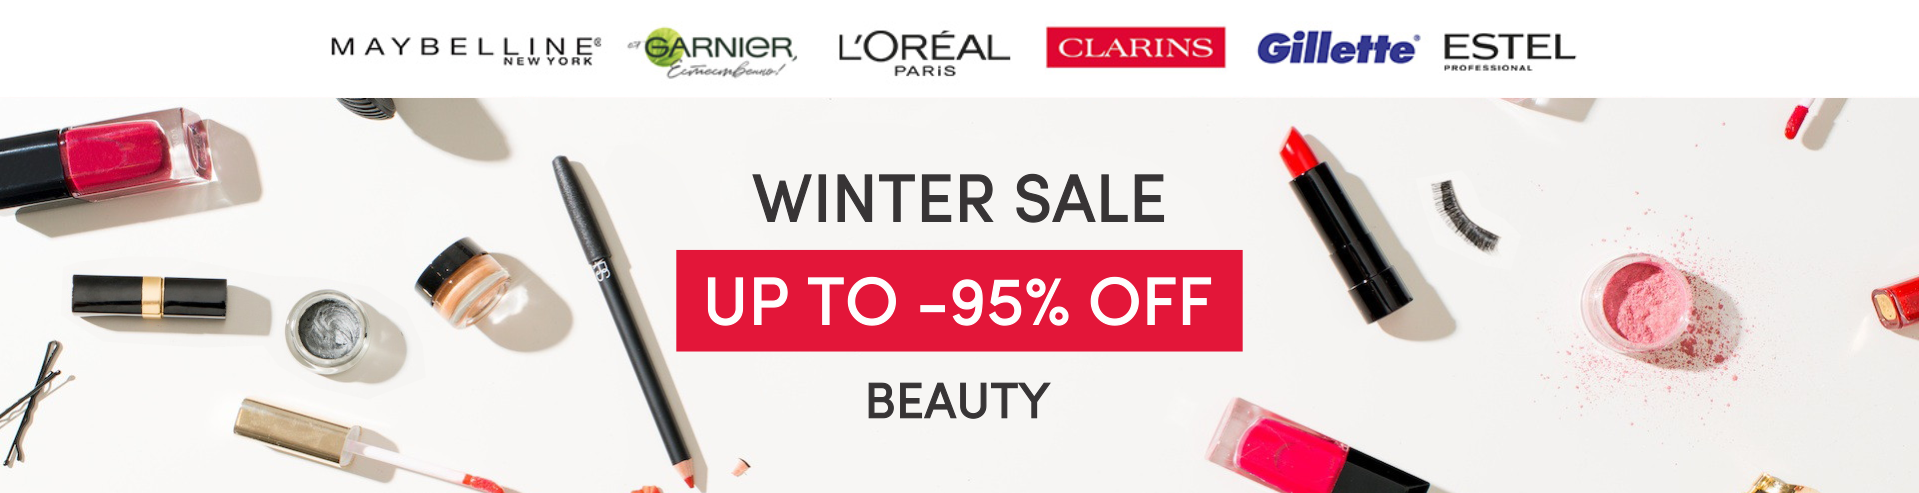 MAYBELLINE®
NEW YORK
GARNIER,
Естественно!
L'ORÉAL
PARiS
CLARINS
Gillette®
ESTEL
PROFESSIONAL
WINTER SALE
UP TO -95% OFF
BEAUTY